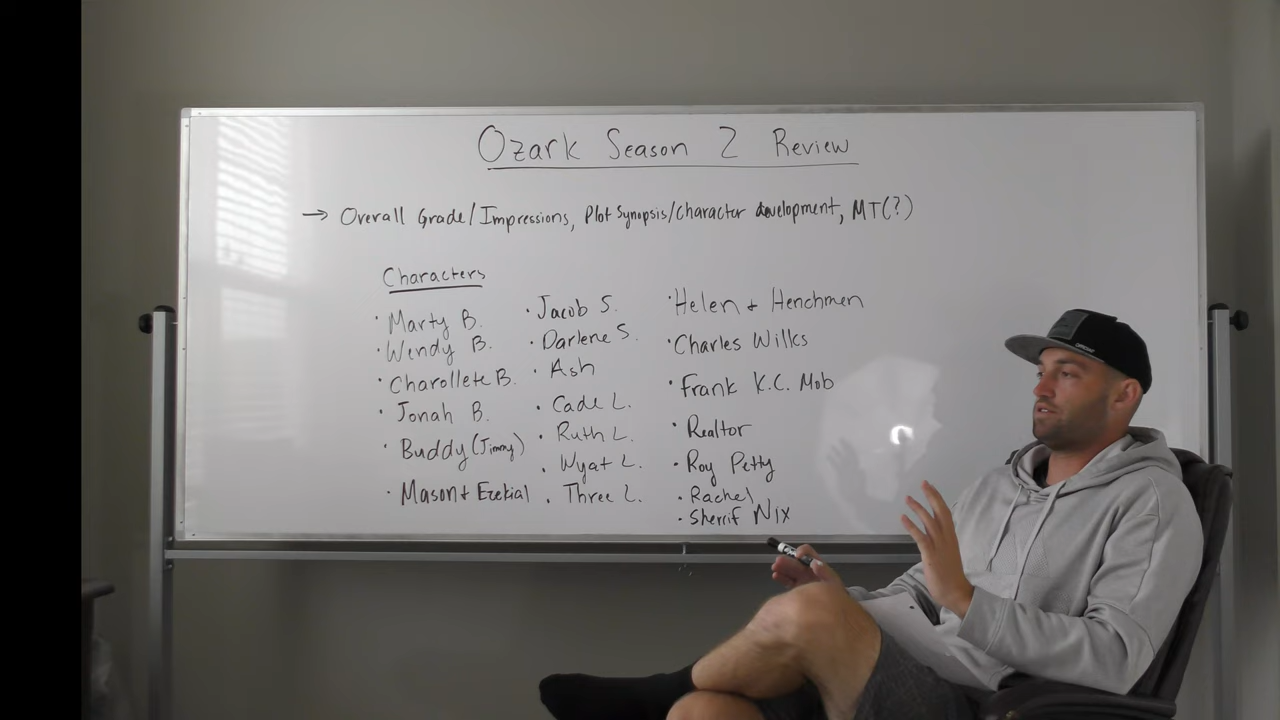 Ozark Season 2 Review
→ Overall Grade/Impressions, Plot Synopsis/Character development, MT(?)
Characters
· Marty B.
· Wendy B.
· Charollete B.
· Jonah B.
· Buddy (Jimmy)
· Mason + Ezekial
· Jacob S.
· Darlene S.
· Ash
· Cade L.
· Ruth L.
· Wyat L.
· Three L.
· Helen + Henchmen
· Charles Wilks
· Frank K.C. Mob
· Realtor
· Roy Petty
· Rachel
· Sherrif Nix